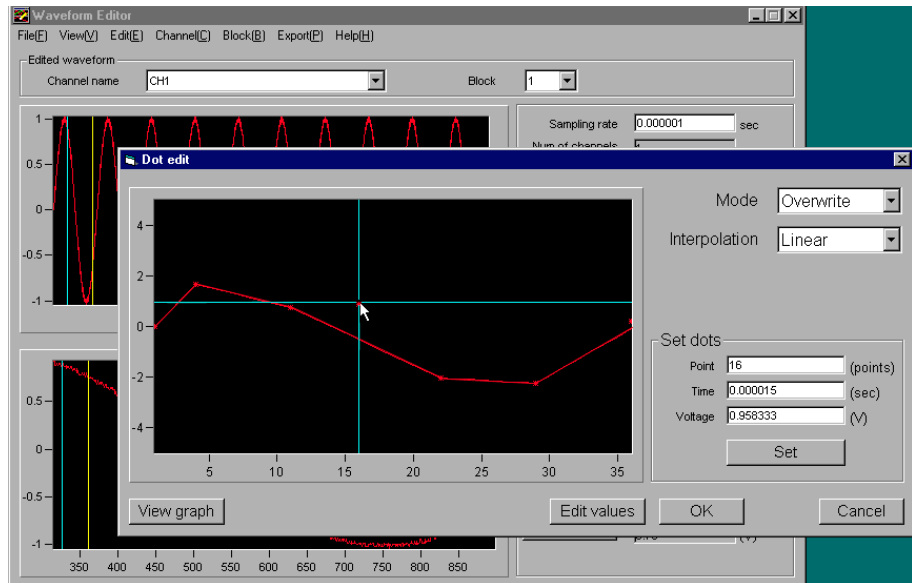 Waveform Editor
File(F) View(V) Edit(E) Channel(C) Block(B) Export(P) Help(H)
Edited waveform
Channel name CH1 Block 1
Sampling rate 0.000001 sec
Num of channels
1
0.5
0
-0.5
-1
Dot edit
4
2
0
-2
-4
5 10 15 20 25 30 35
Mode Overwrite
Interpolation Linear
Set dots
Point 16 (points)
Time 0.000015 (sec)
Voltage 0.958333 (V)
Set
View graph Edit values OK Cancel
0.5
0
-0.5
-1
350 400 450 500 550 600 650 700 750 800 850
(V)